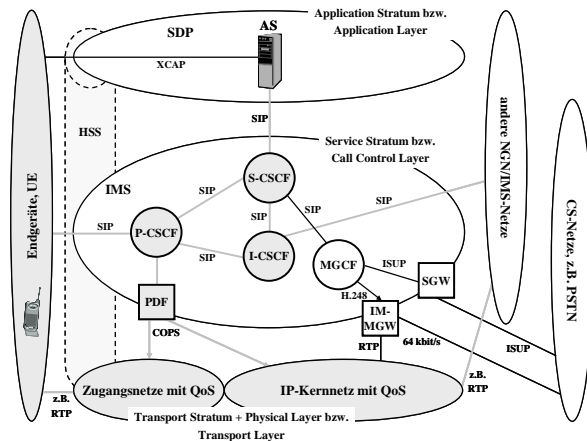 Application Stratum bzw.
Application Layer
SDP
AS
XCAP
HSS
SIP
Service Stratum bzw.
Call Control Layer
IMS
S-CSCF
SIP
SIP
SIP
SIP
SIP
P-CSCF
SIP
I-CSCF
MGCF
ISUP
SGW
PDF
H.248
IM-
MGW
COPS
RTP
64 kbit/s
ISUP
Zugangsnetze mit QoS
IP-Kernnetz mit QoS
z.B.
RTP
z.B.
RTP
Transport Stratum + Physical Layer bzw.
Transport Layer
Endgeräte, UE
andere NGN/IMS-Netze
CS-Netze, z.B. PSTN